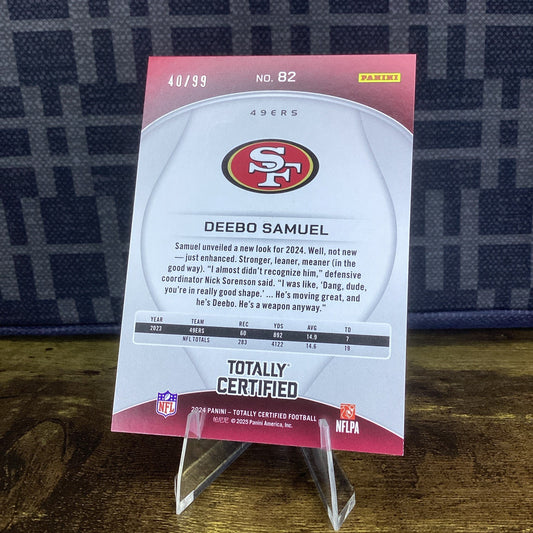 40/99
NO. 82
PANINI
49ERS
SF
DEEBO SAMUEL
Samuel unveiled a new look for 2024. Well, not new
— just enhanced. Stronger, leaner, meaner (in the
good way). “I almost didn’t recognize him,” defensive
coordinator Nick Sorenson said. “I was like, ‘Dang, dude,
you’re in really good shape.’ ... He’s moving great, and
he’s Deebo. He’s a weapon anyway.”
YEAR TEAM REC YDS AVG TD
2023 49ERS 60 892 14.9 7
NFL TOTALS 283 4122 14.6 19
TOTALLY
CERTIFIED
NFL
2024 PANINI – TOTALLY CERTIFIED FOOTBALL
帕尼尼 © 2025 Panini America, Inc.
NFLPA